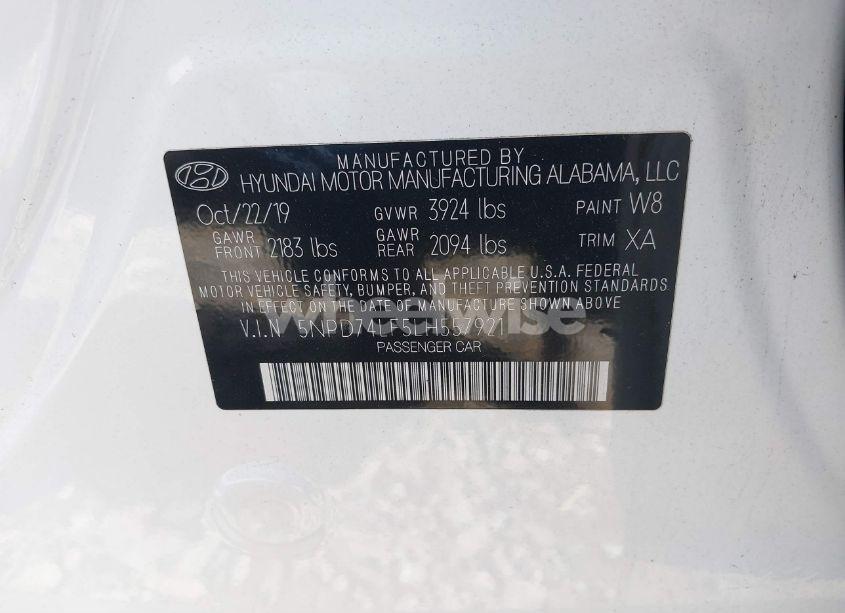 MANUFACTURED BY
HYUNDAI MOTOR MANUFACTURING ALABAMA, LLC
Oct/22/19 GVWR 3924 lbs PAINT W8
GAWR FRONT 2183 lbs GAWR REAR 2094 lbs TRIM XA
THIS VEHICLE CONFORMS TO ALL APPLICABLE U.S.A. FEDERAL
MOTOR VEHICLE SAFETY, BUMPER, AND THEFT PREVENTION STANDARDS
IN EFFECT ON THE DATE OF MANUFACTURE SHOWN ABOVE
wheelwise
V.I.N
PASSENGER CAR